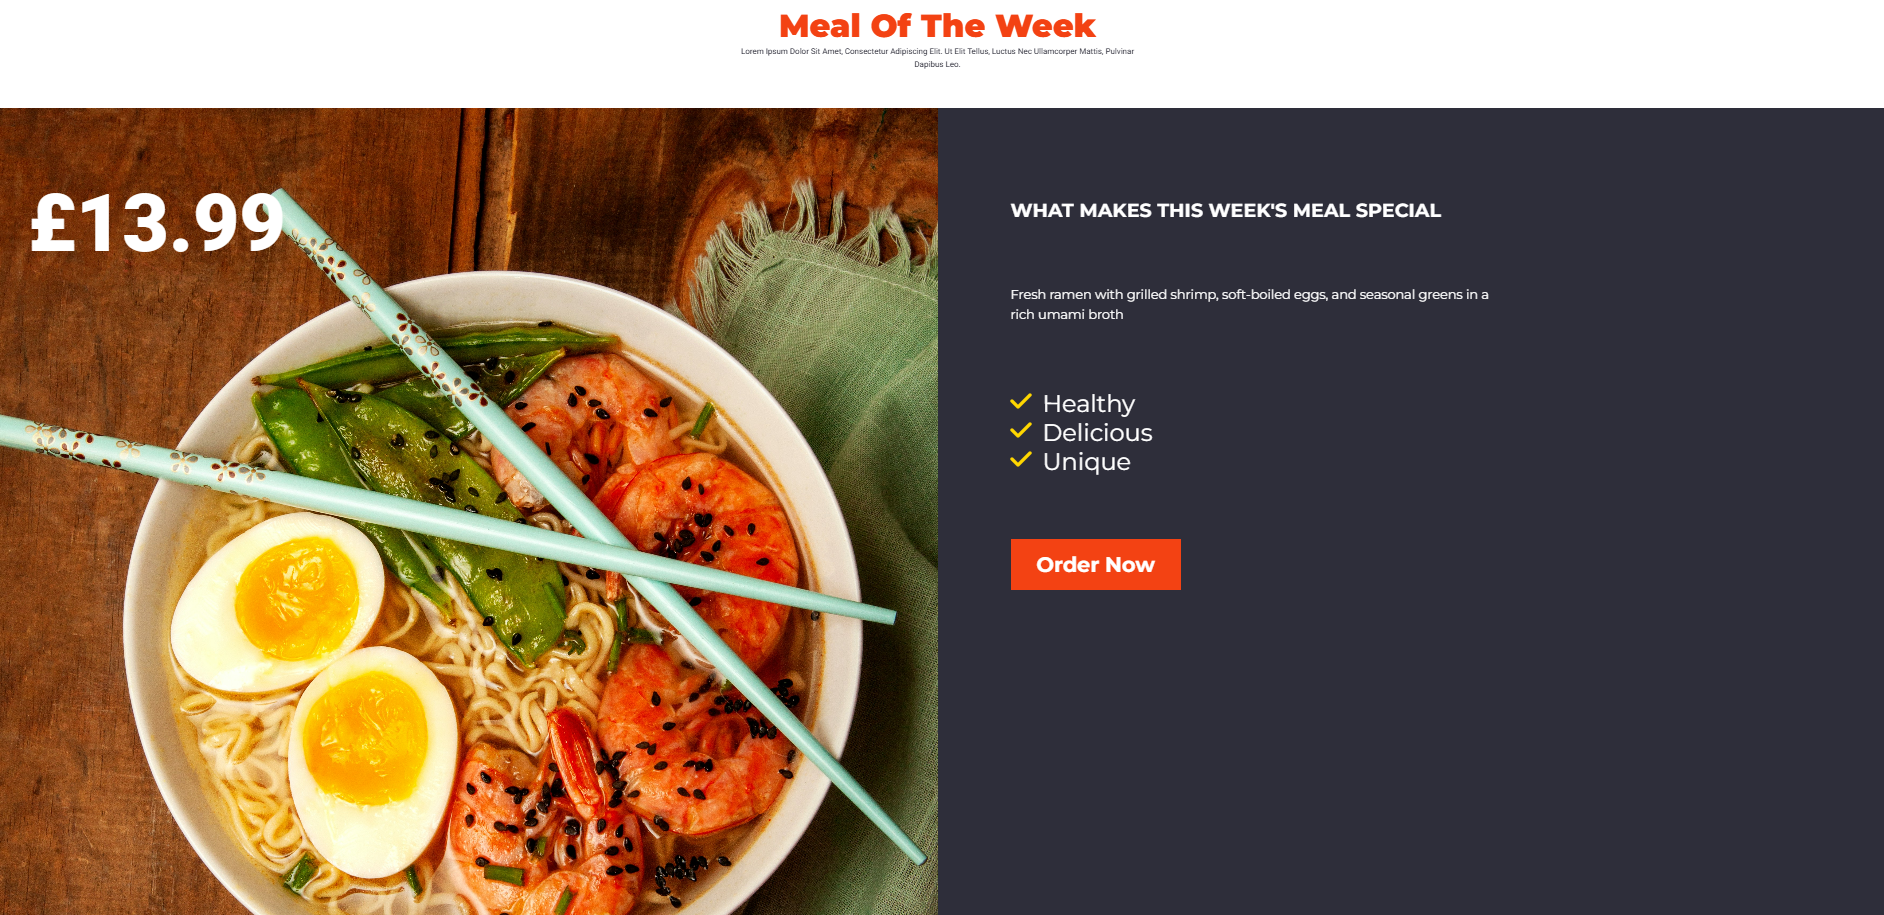 Meal Of The Week
Lorem Ipsum Dolor Sit Amet, Consectetur Adipiscing Elit. Ut Elit Tellus, Luctus Nec Ullamcorper Mattis, Pulvinar
Dapibus Leo.
£13.99
WHAT MAKES THIS WEEK'S MEAL SPECIAL
Fresh ramen with grilled shrimp, soft-boiled eggs, and seasonal greens in a
rich umami broth
Healthy
Delicious
Unique
Order Now